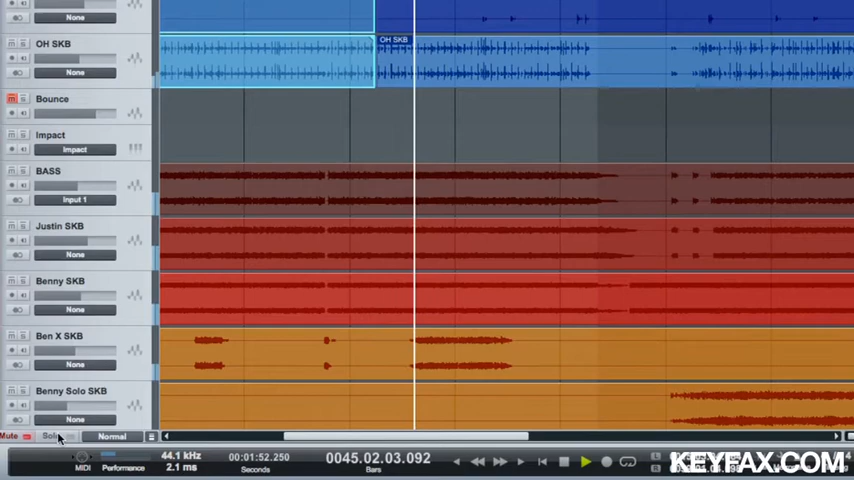 None
OH SKB
None
OH SKB
Bounce
Impact
Impact
BASS
Input 1
Justin SKB
None
Benny SKB
None
Ben X SKB
None
Benny Solo SKB
None
Mute
Normal
MIDI
Performance
44.1 kHz
2.1 ms
00:01:52.250
Seconds
0045.02.03.092
Bars
L
R
KEYFAX.COM